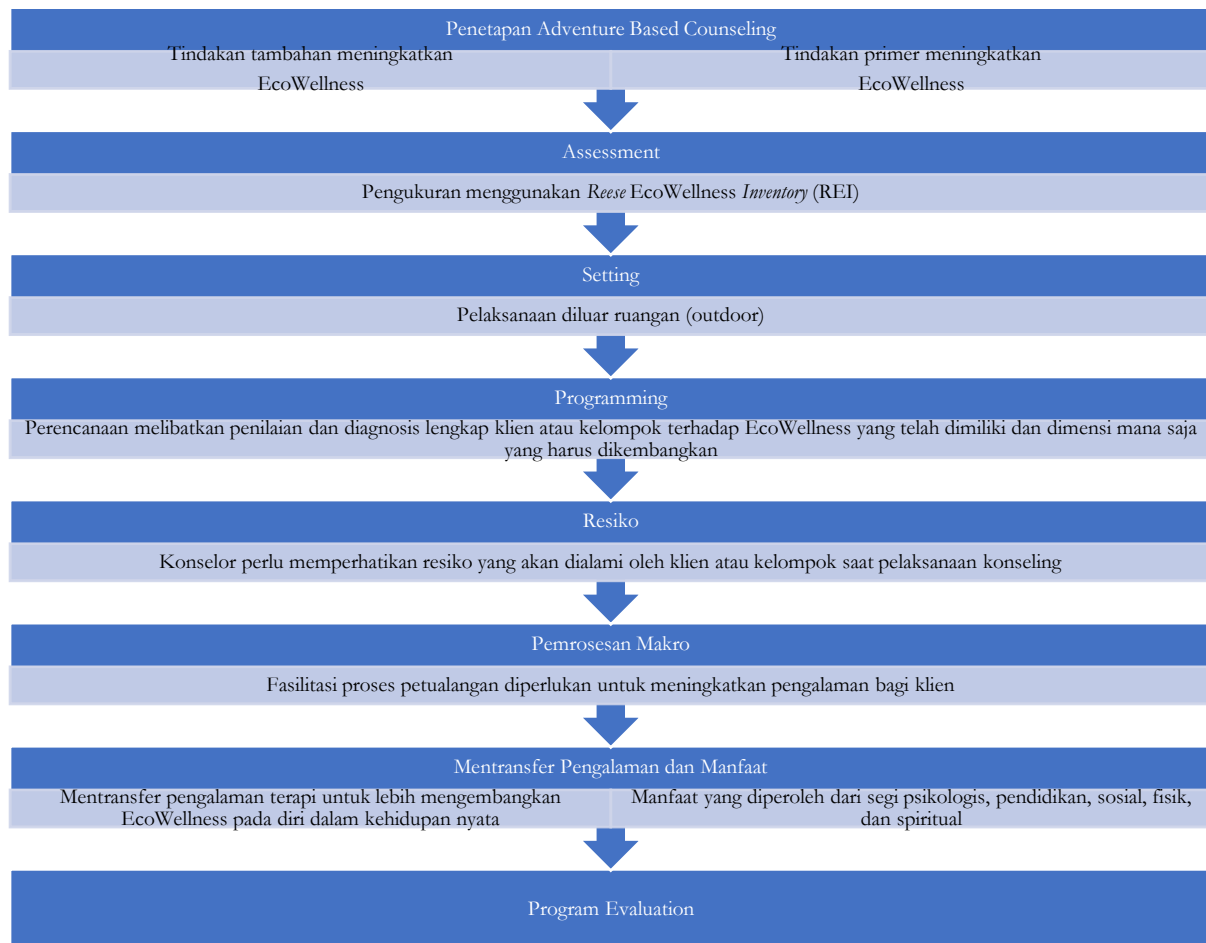 Penetapan Adventure Based Counseling
Tindakan tambahan meningkatkan
EcoWellness
Tindakan primer meningkatkan
EcoWellness
Assessment
Pengukuran menggunakan Reese EcoWellness Inventory (REI)
Setting
Pelaksanaan diluar ruangan (outdoor)
Programming
Perencanaan melibatkan penilaian dan diagnosis lengkap klien atau kelompok terhadap EcoWellness yang telah dimiliki dan dimensi mana saja
yang harus dikembangkan
Resiko
Konselor perlu memperhatikan resiko yang akan dialami oleh klien atau kelompok saat pelaksanaan konseling
Pemrosesan Makro
Fasilitasi proses petualangan diperlukan untuk meningkatkan pengalaman bagi klien
Mentransfer Pengalaman dan Manfaat
Mentransfer pengalaman terapi untuk lebih mengembangkan
EcoWellness pada diri dalam kehidupan nyata
Manfaat yang diperoleh dari segi psikologis, pendidikan, sosial, fisik,
dan spiritual
Program Evaluation